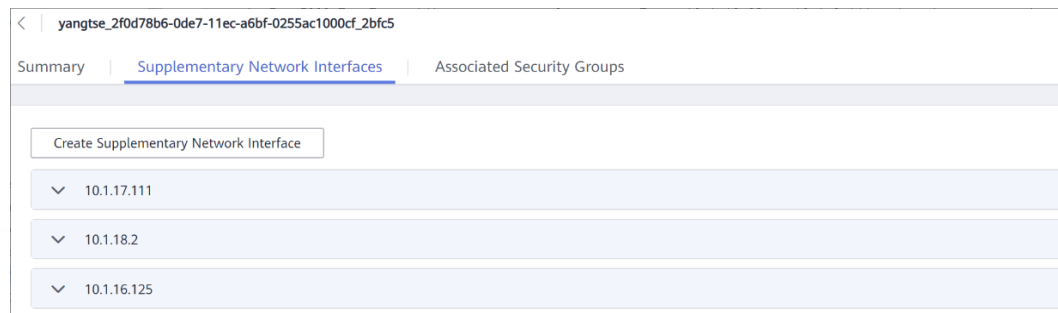 yangtse_2f0d78b6-0de7-11ec-a6bf-0255ac1000cf_2bfc5
Summary Supplementary Network Interfaces Associated Security Groups
Create Supplementary Network Interface
10.1.17.111
10.1.18.2
10.1.16.125